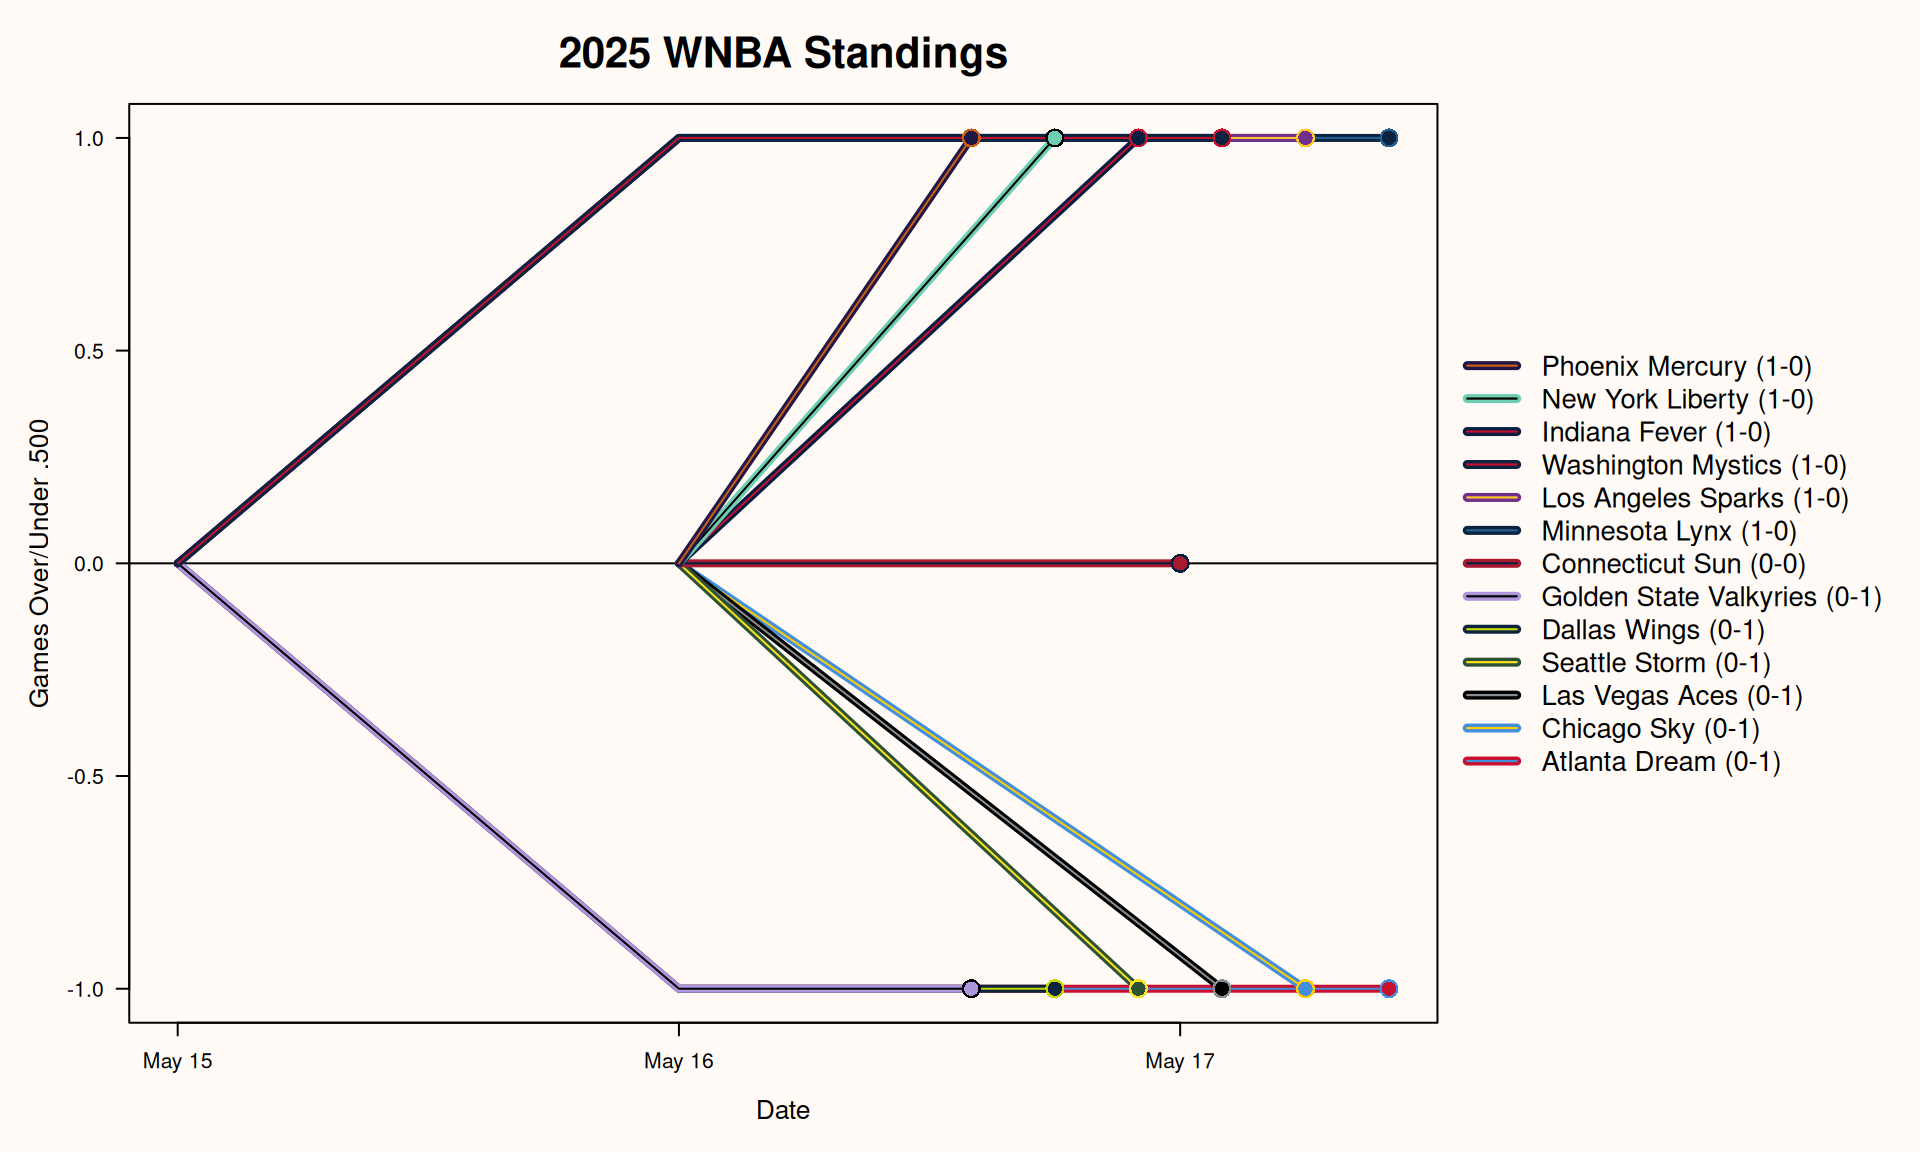 2025 WNBA Standings
Games Over/Under .500
1.0
0.5
0.0
-0.5
-1.0
May 15
May 16
May 17
Date
Phoenix Mercury (1-0)
New York Liberty (1-0)
Indiana Fever (1-0)
Washington Mystics (1-0)
Los Angeles Sparks (1-0)
Minnesota Lynx (1-0)
Connecticut Sun (0-0)
Golden State Valkyries (0-1)
Dallas Wings (0-1)
Seattle Storm (0-1)
Las Vegas Aces (0-1)
Chicago Sky (0-1)
Atlanta Dream (0-1)